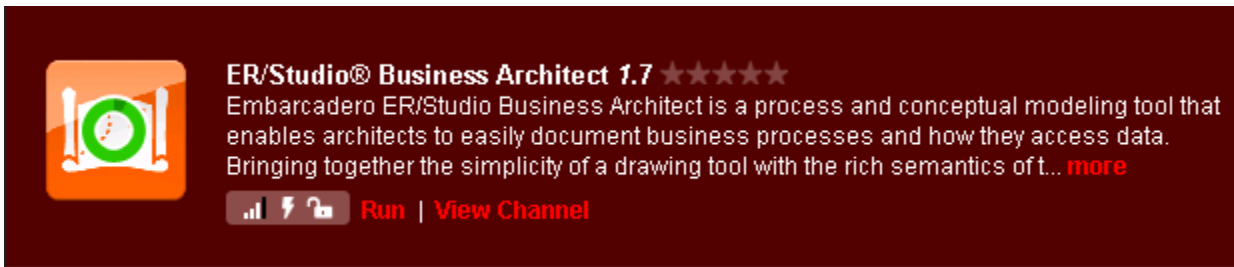 ER/Studio® Business Architect 1.7
Embarcadero ER/Studio Business Architect is a process and conceptual modeling tool that
enables architects to easily document business processes and how they access data.
Bringing together the simplicity of a drawing tool with the rich semantics of t... more
Run | View Channel